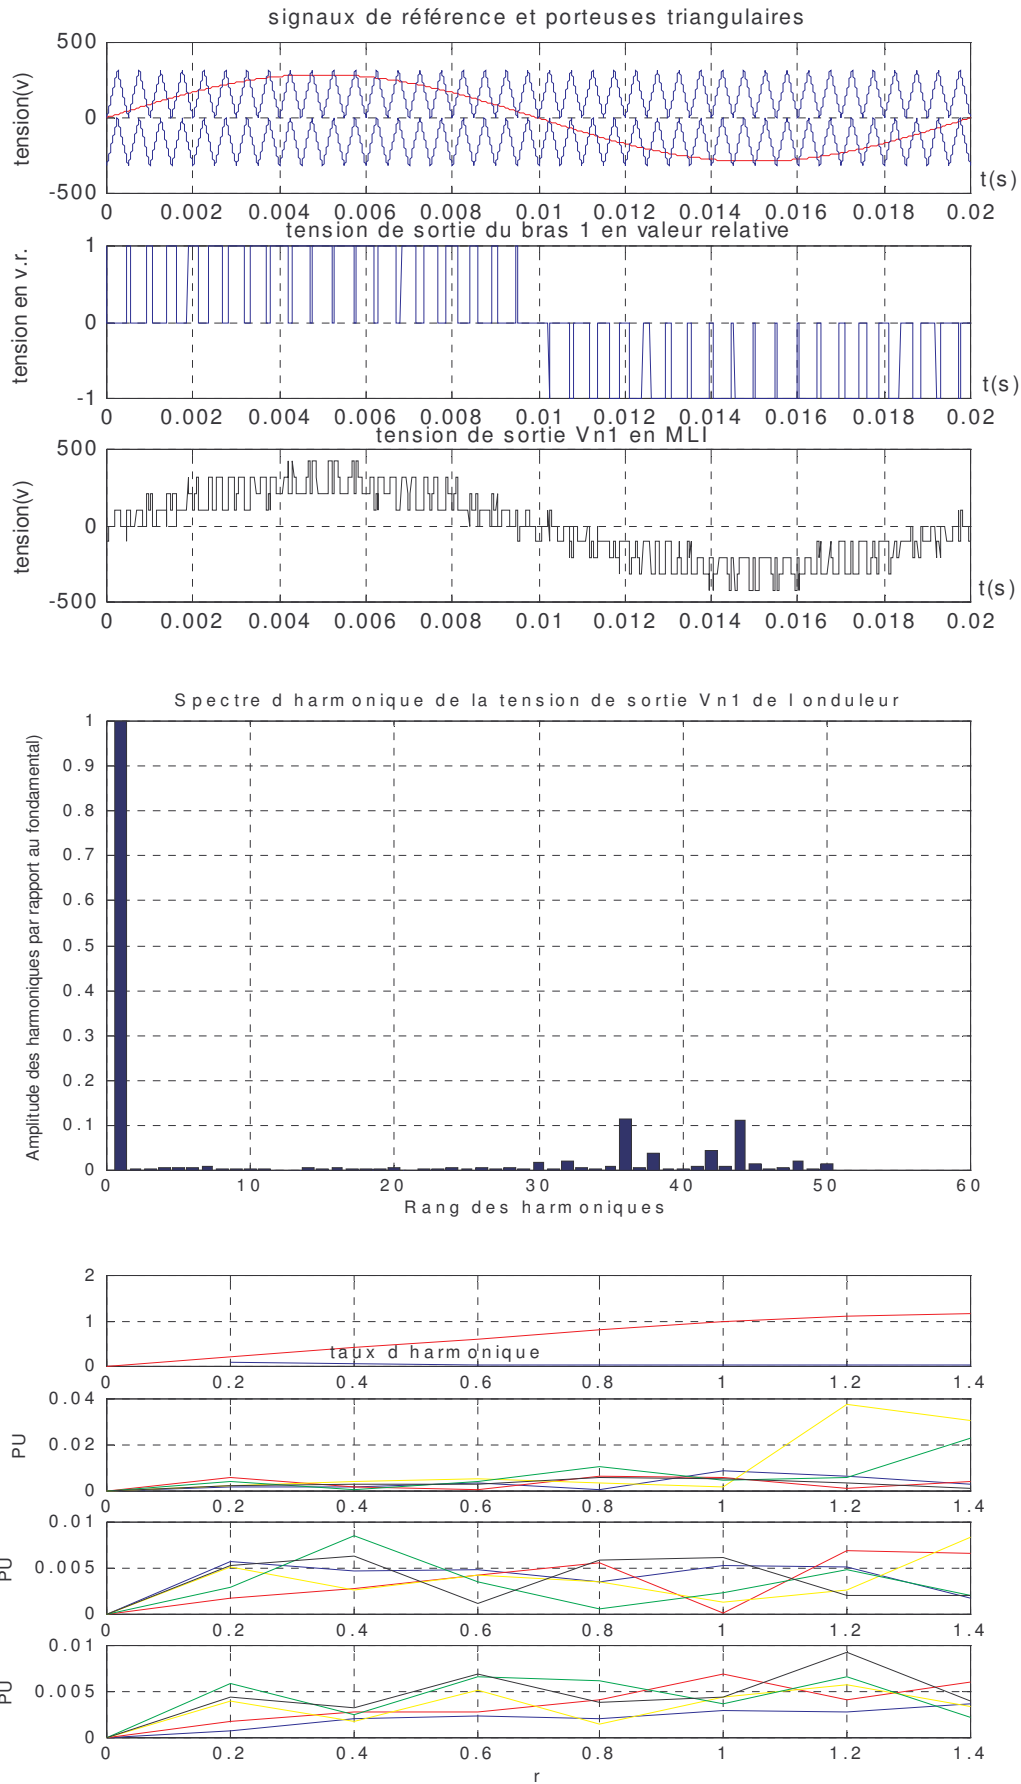 signaux de référence et porteuses triangulaires
500
0
-500
tension(v)
t(s)
0 0.002 0.004 0.006 0.008 0.01 0.012 0.014 0.016 0.018 0.02
tension de sortie du bras 1 en valeur relative
1
0
-1
tension en v.r.
t(s)
0 0.002 0.004 0.006 0.008 0.01 0.012 0.014 0.016 0.018 0.02
tension de sortie Vn1 en MLI
500
0
-500
tension(v)
t(s)
0 0.002 0.004 0.006 0.008 0.01 0.012 0.014 0.016 0.018 0.02
Spectre d harmonique de la tension de sortie Vn1 de l onduleur
1
0.9
0.8
0.7
0.6
0.5
0.4
0.3
0.2
0.1
0
Amplitude des harmoniques par rapport au fondamental)
0 10 20 30 40 50 60
Rang des harmoniques
2
1
0
taux d harmonique
0 0.2 0.4 0.6 0.8 1 1.2 1.4
0.04
0.02
0
PU
0 0.2 0.4 0.6 0.8 1 1.2 1.4
0.01
0.005
0
PU
0 0.2 0.4 0.6 0.8 1 1.2 1.4
0.01
0.005
0
PU
0 0.2 0.4 0.6 0.8 1 1.2 1.4
r